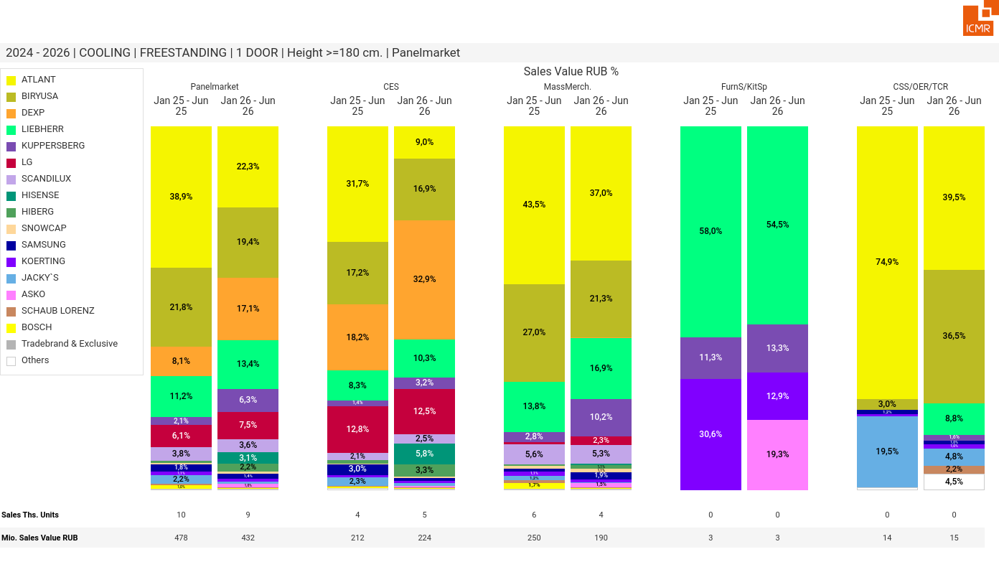 ICMR
2024 - 2026 | COOLING | FREESTANDING | 1 DOOR | Height >=180 cm. | Panelmarket
ATLANT
BIRYUSA
DEXP
LIEBHERR
KUPPERSBERG
LG
SCANDILUX
HISENSE
HIBERG
SNOWCAP
SAMSUNG
KOERTING
JACKY`S
ASKO
SCHAUB LORENZ
BOSCH
Tradebrand & Exclusive
Others
Sales Value RUB %
Panelmarket
Jan 25 - Jun
25
38,9%
21,8%
8,1%
11,2%
2,1%
6,1%
3,8%
1,8%
1,1%
2,2%
1,0%
Jan 26 - Jun
26
22,3%
19,4%
17,1%
13,4%
6,3%
7,5%
3,6%
3,1%
2,2%
1,4%
1,0%
CES
Jan 25 - Jun
25
31,7%
17,2%
18,2%
8,3%
1,4%
12,8%
2,1%
3,0%
2,3%
Jan 26 - Jun
26
9,0%
16,9%
32,9%
10,3%
3,2%
12,5%
2,5%
5,8%
3,3%
MassMerch.
Jan 25 - Jun
25
43,5%
27,0%
13,8%
2,8%
5,6%
1,1%
1,2%
1,7%
Jan 26 - Jun
26
37,0%
21,3%
16,9%
10,2%
2,3%
5,3%
1,9%
1,5%
FurnS/KitSp
Jan 25 - Jun
25
58,0%
11,3%
30,6%
Jan 26 - Jun
26
54,5%
13,3%
12,9%
19,3%
CSS/OER/TCR
Jan 25 - Jun
25
74,9%
3,0%
1,2%
19,5%
Jan 26 - Jun
26
39,5%
36,5%
8,8%
1,6%
1,0%
1,0%
4,8%
2,2%
4,5%
Sales Ths. Units 10 9 4 5 6 4 0 0 0 0
Mio. Sales Value RUB 478 432 212 224 250 190 3 3 14 15